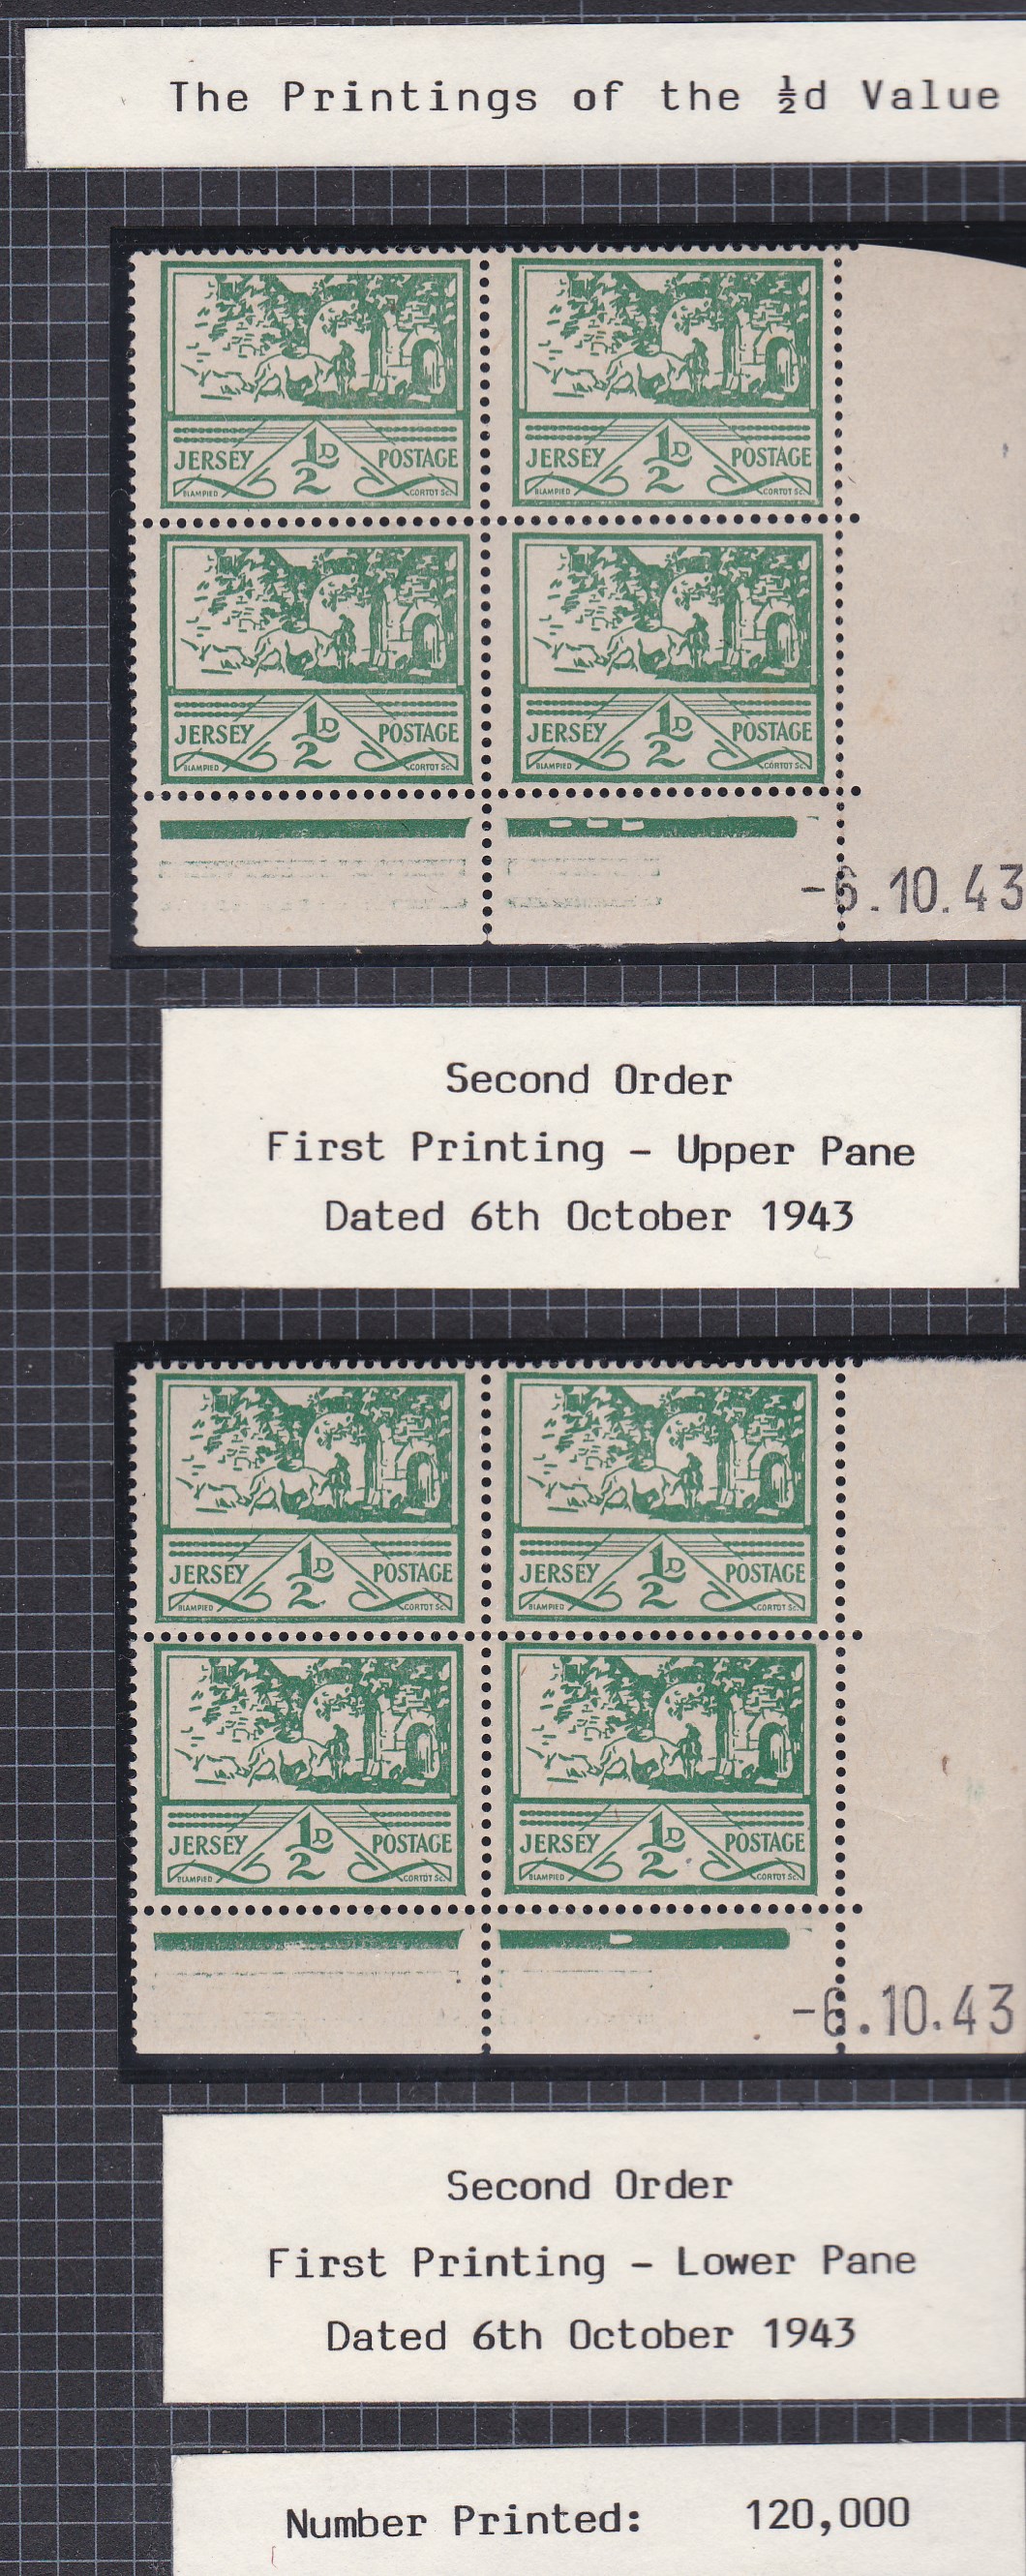 The Printings of the ½d Value
JERSEY ½D POSTAGE
BLAMPIED CORTOT Sc.
JERSEY ½D POSTAGE
BLAMPIED CORTOT Sc.
JERSEY ½D POSTAGE
BLAMPIED CORTOT Sc.
JERSEY ½D POSTAGE
BLAMPIED CORTOT Sc.
-6.10.43
Second Order
First Printing - Upper Pane
Dated 6th October 1943
JERSEY ½D POSTAGE
BLAMPIED CORTOT Sc.
JERSEY ½D POSTAGE
BLAMPIED CORTOT Sc.
JERSEY ½D POSTAGE
BLAMPIED CORTOT Sc.
JERSEY ½D POSTAGE
BLAMPIED CORTOT Sc.
-6.10.43
Second Order
First Printing - Lower Pane
Dated 6th October 1943
Number Printed: 120,000